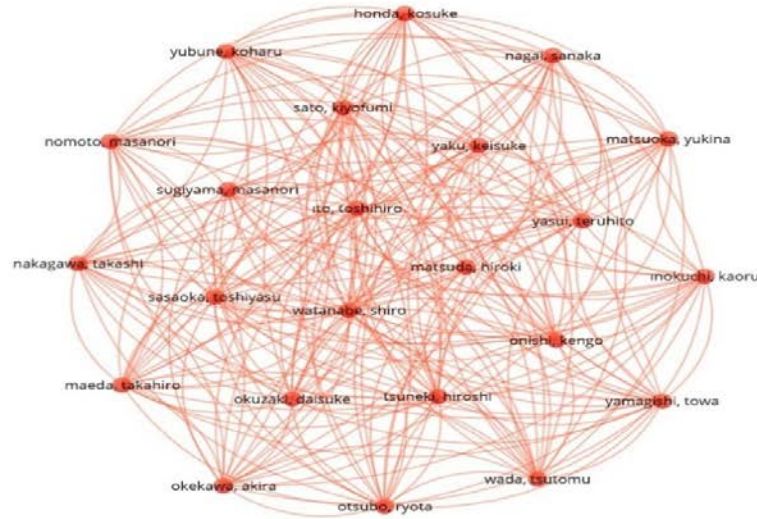 honda, kosuke
yubune, koharu
nagai, sanaka
sato, kiyofumi
nomoto, masanori
yaku, keisuke
matsuoka, yukina
sugiyama, masanori
ito, toshihiro
yasui, teruhito
nakagawa, takashi
matsuda, hiroki
inokuchi, kaoru
sasaoka, toshiyasu
watanabe, shiro
onishi, kengo
maeda, takahiro
okuzaki, daisuke
tsuneki, hiroshi
yamagishi, towa
okekawa, akira
wada, tsutomu
otsubo, ryota